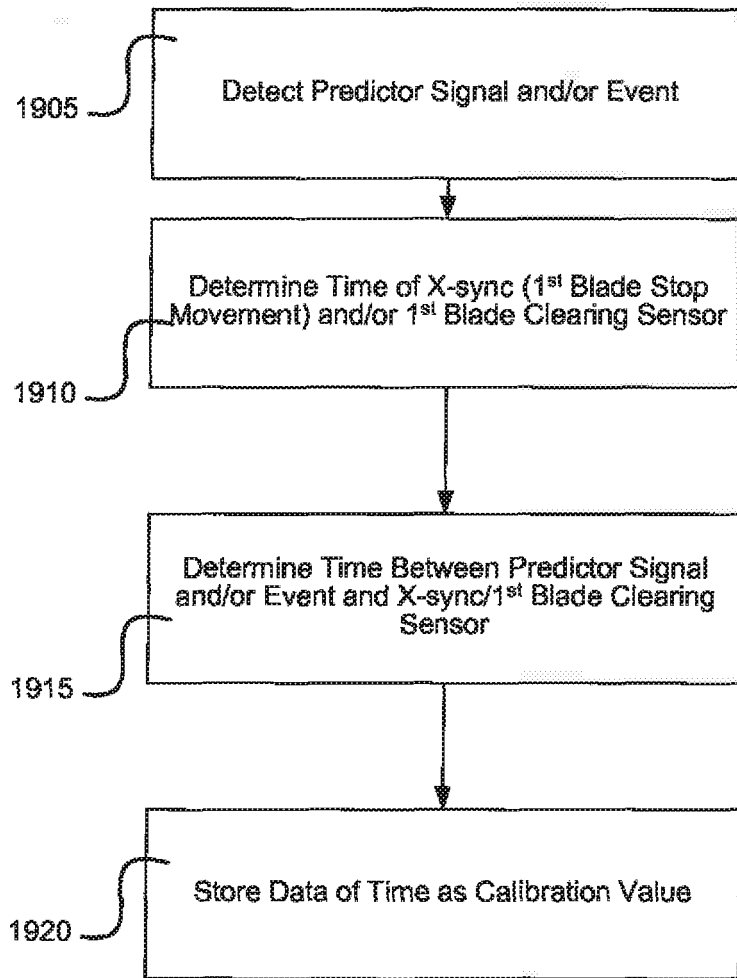 1905
Detect Predictor Signal and/or Event
1910
Determine Time of X-sync (1st Blade Stop
Movement) and/or 1st Blade Clearing Sensor
1915
Determine Time Between Predictor Signal
and/or Event and X-sync/1st Blade Clearing
Sensor
1920
Store Data of Time as Calibration Value